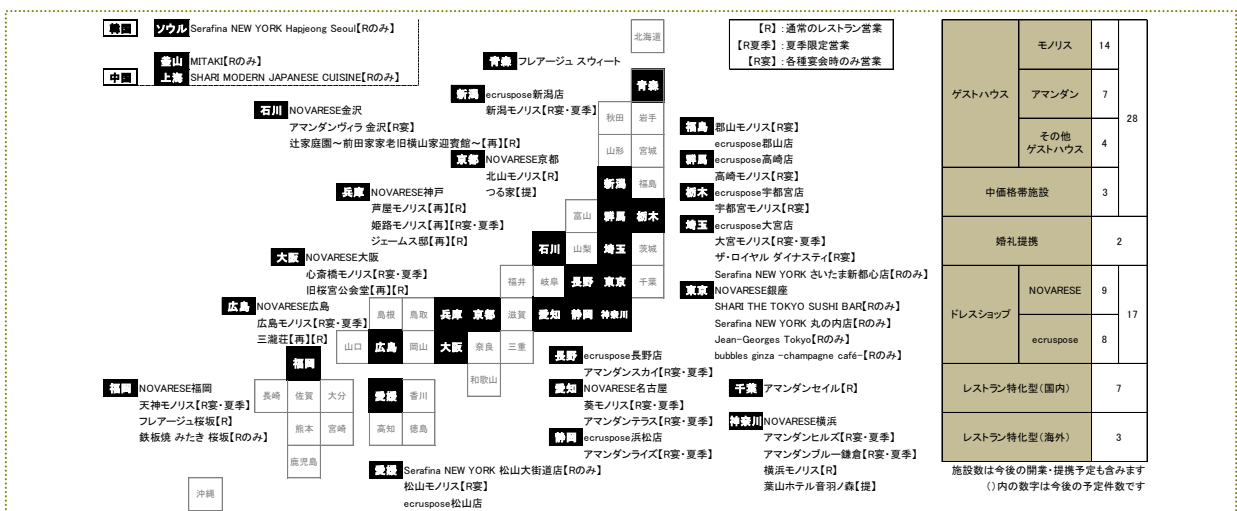 韓国 ソウル Serafina NEW YORK Hapjeong Seoul【Rのみ】
釜山 MITAKI【Rのみ】
中国 上海 SHARI MODERN JAPANESE CUISINE【Rのみ】
【R】:通常のレストラン営業
【R夏季】:夏季限定営業
【R宴】:各種宴会時のみ営業
青森 フレアージュ スウィート
新潟 ecruspose新潟店
新潟モノリス【R宴・夏季】
石川 NOVARESE金沢
アマンダンヴィラ 金沢【R宴】
辻家庭園~前田家家老旧横山家迎賓館~【再】【R】
京都 NOVARESE京都
北山モノリス【R】
つる家【提】
兵庫 NOVARESE神戸
芦屋モノリス【再】【R】
姫路モノリス【再】【R宴・夏季】
ジェームス邸【再】【R】
大阪 NOVARESE大阪
心斎橋モノリス【R宴・夏季】
旧桜宮公会堂【再】【R】
広島 NOVARESE広島
広島モノリス【R宴・夏季】
三瀧荘【再】【R】
福岡 NOVARESE福岡
天神モノリス【R宴・夏季】
フレアージュ桜坂【R】
鉄板焼 みたき 桜坂【Rのみ】
北海道
青森
秋田 岩手
山形 宮城
新潟 福島
富山 群馬 栃木
石川 山梨 埼玉 茨城
福井 岐阜 長野 東京 千葉
島根 鳥取 兵庫 京都 滋賀 愛知 静岡 神奈川
山口 広島 岡山 大阪 奈良 三重
福岡 和歌山
長崎 佐賀 大分 愛媛 香川
熊本 宮崎 高知 徳島
鹿児島
沖縄
福島 郡山モノリス【R宴】
ecruspose郡山店
群馬 ecruspose高崎店
高崎モノリス【R宴】
栃木 ecruspose宇都宮店
宇都宮モノリス【R宴】
埼玉 ecruspose大宮店
大宮モノリス【R宴・夏季】
ザ・ロイヤル ダイナスティ【R宴】
Serafina NEW YORK さいたま新都心店【Rのみ】
東京 NOVARESE銀座
SHARI THE TOKYO SUSHI BAR【Rのみ】
Serafina NEW YORK 丸の内店【Rのみ】
Jean-Georges Tokyo【Rのみ】
bubbles ginza -champagne café-【Rのみ】
長野 ecruspose長野店
アマンダンスカイ【R宴・夏季】
愛知 NOVARESE名古屋
葵モノリス【R宴・夏季】
アマンダンテラス【R宴・夏季】
静岡 ecruspose浜松店
アマンダンライズ【R宴・夏季】
千葉 アマンダンセイル【R】
神奈川 NOVARESE横浜
アマンダンヒルズ【R宴・夏季】
アマンダンブルー鎌倉【R宴・夏季】
横浜モノリス【R】
葉山ホテル音羽ノ森【提】
愛媛 Serafina NEW YORK 松山大街道店【Rのみ】
松山モノリス【R宴】
ecruspose松山店
ゲストハウス モノリス 14 28
アマンダン 7
その他
ゲストハウス 4
中価格帯施設 3
婚礼提携 2
ドレスショップ NOVARESE 9 17
ecruspose 8
レストラン特化型(国内) 7
レストラン特化型(海外) 3
施設数は今後の開業・提携予定も含みます
()内の数字は今後の予定件数です